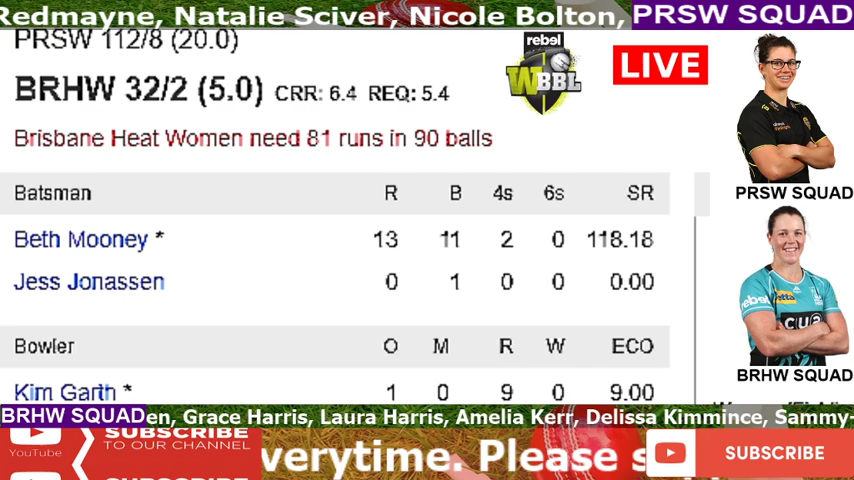 Redmayne, Natalie Sciver, Nicole Bolton, PRSW SQUAD
PRSW 112/8 (20.0)
rebel
WBBL
LIVE
BRHW 32/2 (5.0) CRR: 6.4 REQ: 5.4
Brisbane Heat Women need 81 runs in 90 balls
Batsman R B 4s 6s SR
Beth Mooney * 13 11 2 0 118.18
Jess Jonassen 0 1 0 0 0.00
Bowler O M R W ECO
Kim Garth * 1 0 9 0 9.00
PRSW SQUAD
rebel
BRHW SQUAD
BRHW SQUAD en, Grace Harris, Laura Harris, Amelia Kerr, Delissa Kimmince, Sammy-
YouTube
SUBSCRIBE
TO OUR CHANNEL
verytime. Please s
SUBSCRIBE